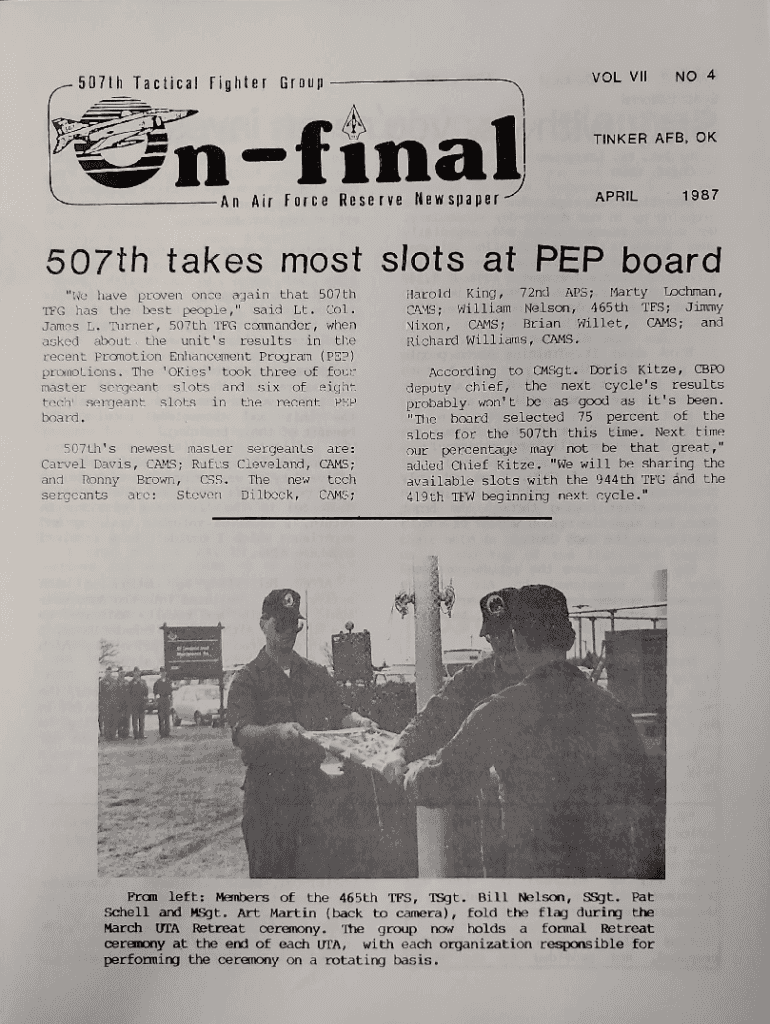 507th Tactical Fighter Group
On-final
An Air Force Reserve Newspaper
VOL VII NO 4
TINKER AFB, OK
APRIL 1987
507th takes most slots at PEP board
"We have proven once again that 507th
TFG has the best people," said Lt. Col.
James L. Turner, 507th TFG commander, when
asked about the unit's results in the
recent Promotion Enhancement Program (PEP)
promotions. The 'OKies' took three of four
master sergeant slots and six of eight
tech sergeant slots in the recent PEP
board.
507th's newest master sergeants are:
Carvel Davis, CAMS; Rufus Cleveland, CAMS;
and Ronny Brown, CSS. The new tech
sergeants are: Steven Dilbeck, CAMS;
Harold King, 72nd APS; Marty Lochman,
CAMS; William Nelson, 465th TFS; Jimmy
Nixon, CAMS; Brian Willet, CAMS; and
Richard Williams, CAMS.
According to CMSgt. Doris Kitze, CBPO
deputy chief, the next cycle's results
probably won't be as good as it's been.
"The board selected 75 percent of the
slots for the 507th this time. Next time
our percentage may not be that great,"
added Chief Kitze. "We will be sharing the
available slots with the 944th TFG and the
419th TFW beginning next cycle."
From left: Members of the 465th TFS, TSgt. Bill Nelson, SSgt. Pat
Schell and MSgt. Art Martin (back to camera), fold the flag during the
March UTA Retreat ceremony. The group now holds a formal Retreat
ceremony at the end of each UTA, with each organization responsible for
performing the ceremony on a rotating basis.